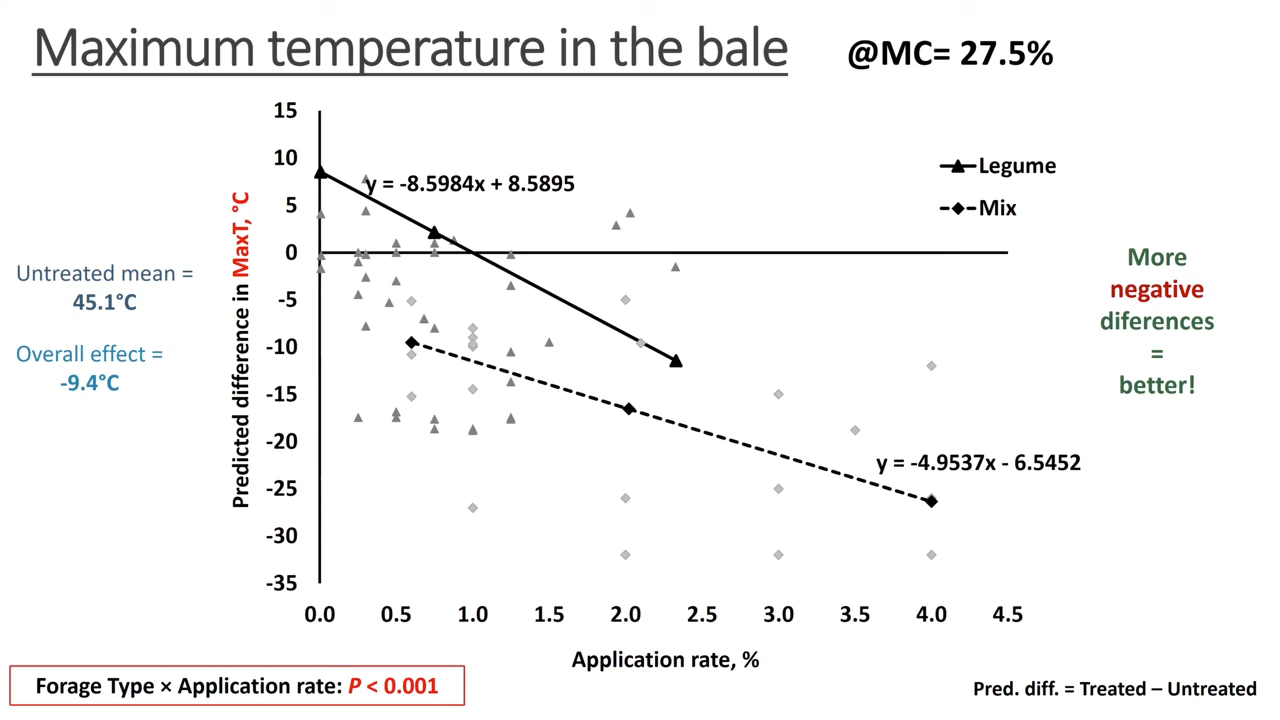 Maximum temperature in the bale
@MC= 27.5%
15
10
5
0
-5
-10
-15
-20
-25
-30
-35
Predicted difference in MaxT, °C
y = -8.5984x + 8.5895
Legume
Mix
Untreated mean =
45.1°C
Overall effect =
-9.4°C
More
negative
diferences
=
better!
y = -4.9537x - 6.5452
0.0 0.5 1.0 1.5 2.0 2.5 3.0 3.5 4.0 4.5
Application rate, %
Forage Type × Application rate: P < 0.001
Pred. diff. = Treated – Untreated